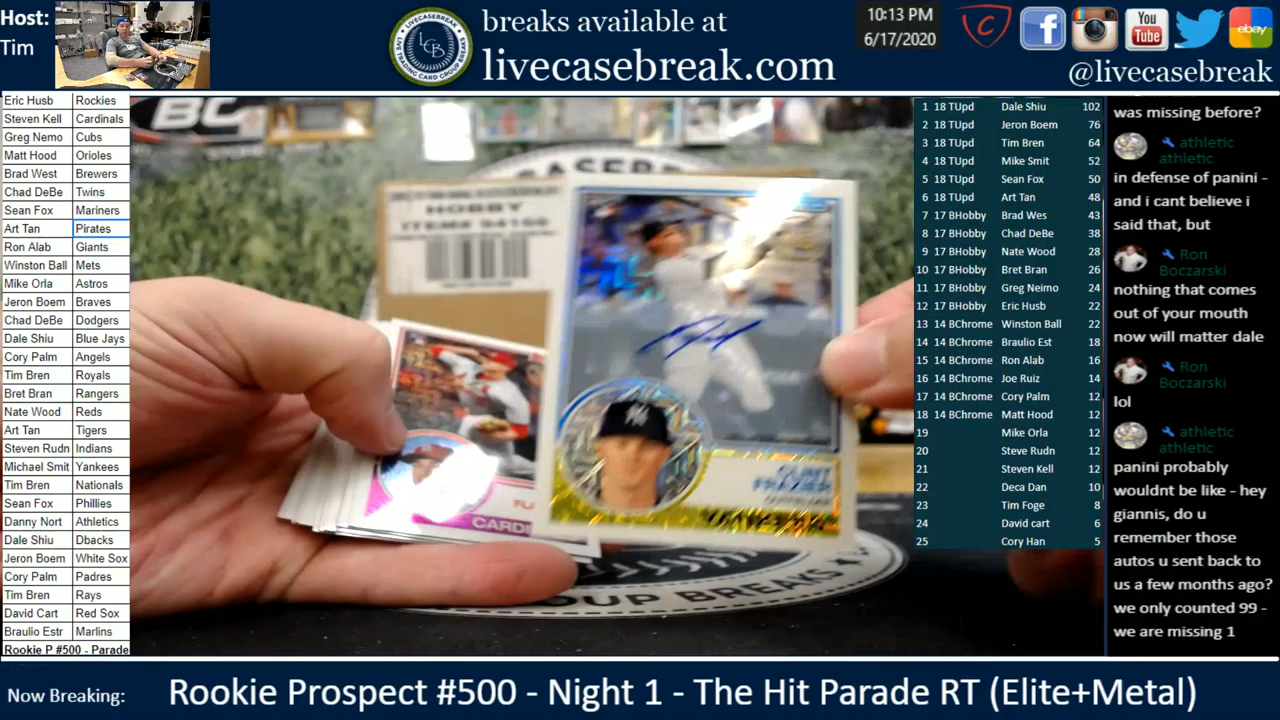 Host:
Tim
LIVECASEBREAK
LIVE TRADING CARD GROUP BREAKS
LCB
breaks available at
livecasebreak.com
10:13 PM
6/17/2020
You
Tube
ebay
@livecasebreak
Eric Husb Rockies
Steven Kell Cardinals
Greg Nemo Cubs
Matt Hood Orioles
Brad West Brewers
Chad DeBe Twins
Sean Fox Mariners
Art Tan Pirates
Ron Alab Giants
Winston Ball Mets
Mike Orla Astros
Jeron Boem Braves
Chad DeBe Dodgers
Dale Shiu Blue Jays
Cory Palm Angels
Tim Bren Royals
Bret Bran Rangers
Nate Wood Reds
Art Tan Tigers
Steven Rudn Indians
Michael Smit Yankees
Tim Bren Nationals
Sean Fox Phillies
Danny Nort Athletics
Dale Shiu Dbacks
Jeron Boem White Sox
Cory Palm Padres
Tim Bren Rays
David Cart Red Sox
Braulio Estr Marlins
Rookie P #500 - Parade
BC
HOBBY
CARDI
CLINT
FRAZIER
OUTFIELDER
YANKEES
OUP BREAKS
1 18 TUpd Dale Shiu 102
2 18 TUpd Jeron Boem 76
3 18 TUpd Tim Bren 64
4 18 TUpd Mike Smit 52
5 18 TUpd Sean Fox 50
6 18 TUpd Art Tan 48
7 17 BHobby Brad Wes 43
8 17 BHobby Chad DeBe 38
9 17 BHobby Nate Wood 28
10 17 BHobby Bret Bran 26
11 17 BHobby Greg Neimo 24
12 17 BHobby Eric Husb 22
13 14 BChrome Winston Ball 22
14 14 BChrome Braulio Est 18
15 14 BChrome Ron Alab 16
16 14 BChrome Joe Ruiz 14
17 14 BChrome Cory Palm 12
18 14 BChrome Matt Hood 12
19 Mike Orla 12
20 Steve Rudn 12
21 Steven Kell 12
22 Deca Dan 10
23 Tim Foge 8
24 David cart 6
25 Cory Han 5
was missing before?
athletic
athletic
in defense of panini -
and i cant believe i
said that, but
Ron
Boczarski
nothing that comes
out of your mouth
now will matter dale
Ron
Boczarski
lol
athletic
athletic
panini probably
wouldnt be like - hey
giannis, do u
remember those
autos u sent back to
us a few months ago?
we only counted 99 -
we are missing 1
Now Breaking:
Rookie Prospect #500 - Night 1 - The Hit Parade RT (Elite+Metal)